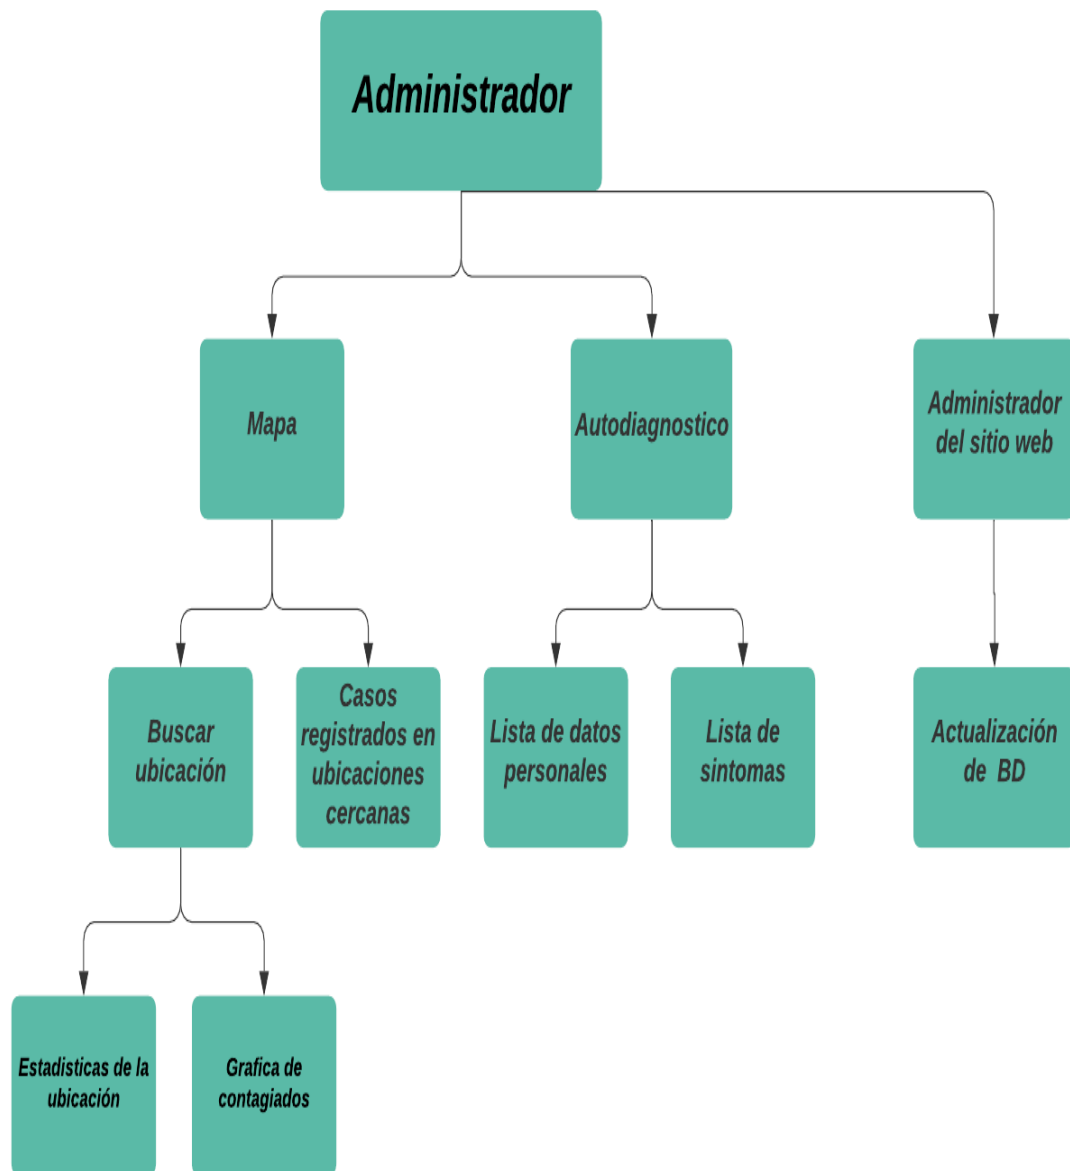 Administrador
Mapa
Autodiagnostico
Administrador
del sitio web
Buscar
ubicación
Casos
registrados en
ubicaciones
cercanas
Lista de datos
personales
Lista de
sintomas
Actualización
de BD
Estadisticas de la
ubicación
Grafica de
contagiados